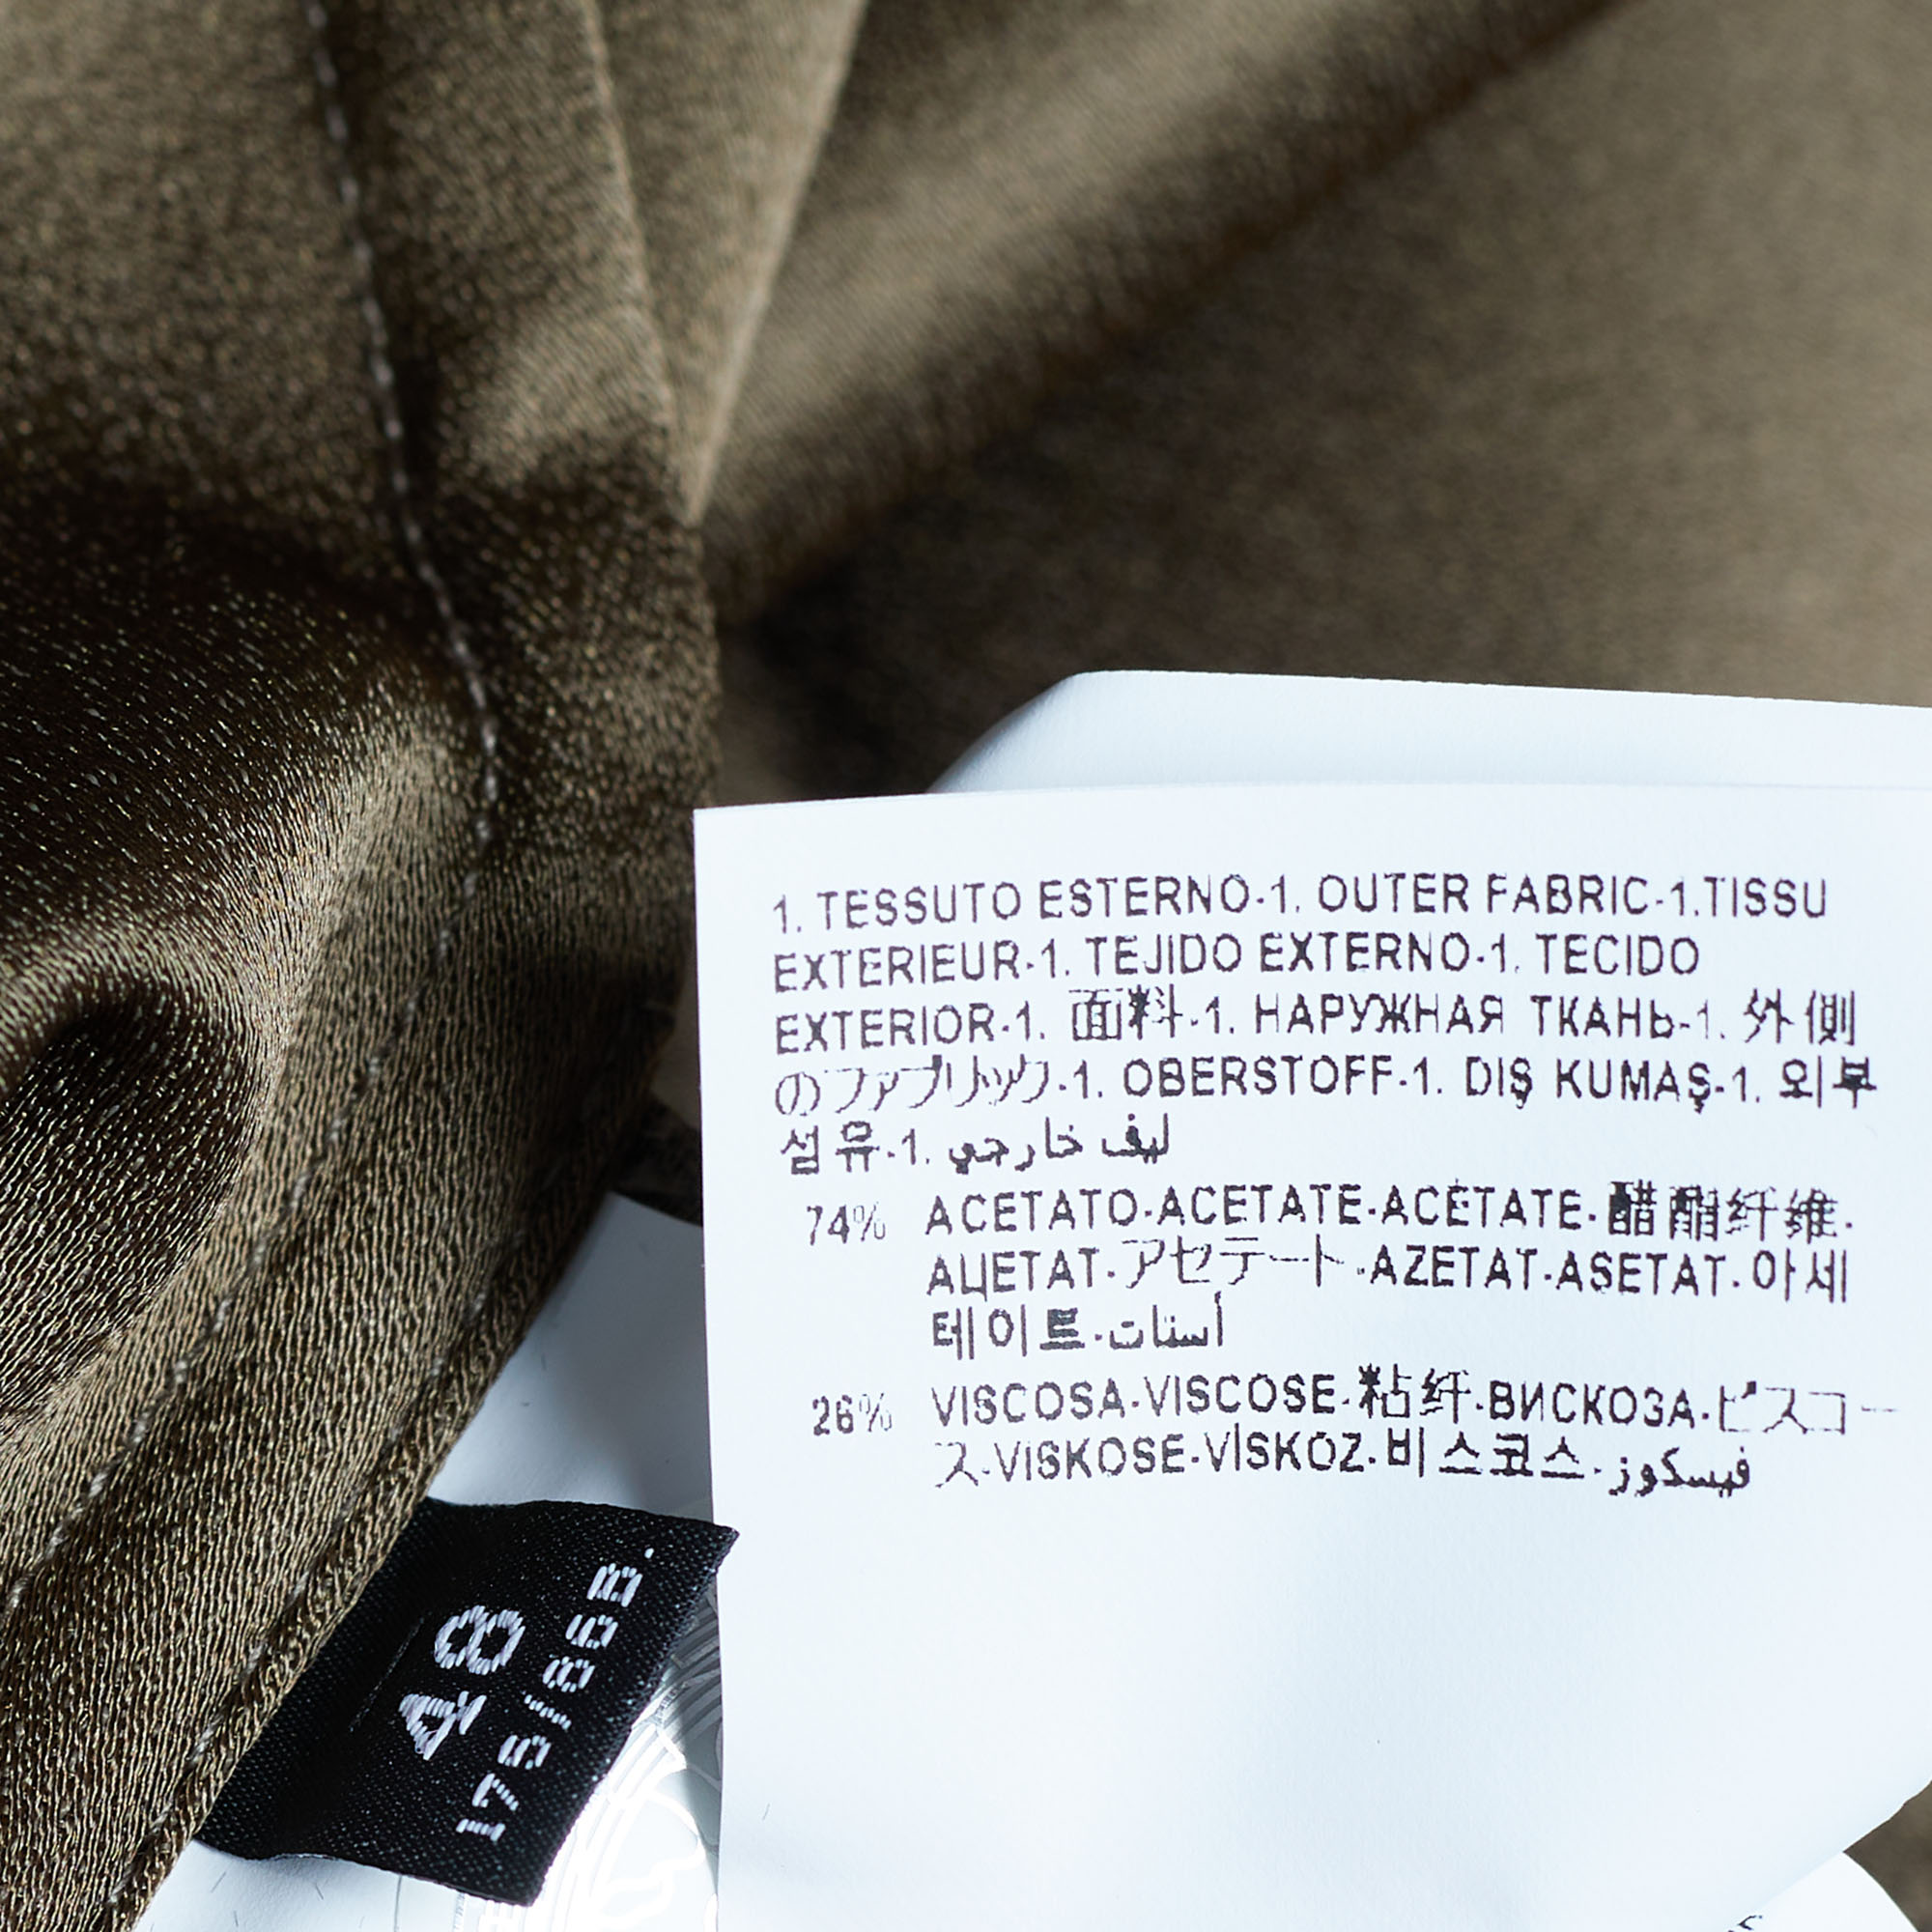 1. TESSUTO ESTERNO-1. OUTER FABRIC-1.TISSU
EXTERIEUR-1. TEJIDO EXTERNO-1. TECIDO
EXTERIOR-1. 面料-1. НАРУЖНАЯ ТКАНЬ-1. 外側
のファブリック-1. OBERSTOFF-1. DIŞ KUMAŞ-1. 외부
섬유-1. ليف خارجي
74% ACETATO-ACETATE-ACÉTATE-醋酯纤维-
АЦЕТАТ-アセテート-AZETAT-ASETAT-아세
테이트-أستات
26% VISCOSA-VISCOSE-粘纤-ВИСКОЗА-ビスコー
ス-VISKOSE-VİSKOZ-비스코스-فيسكوز
48
175/86B.